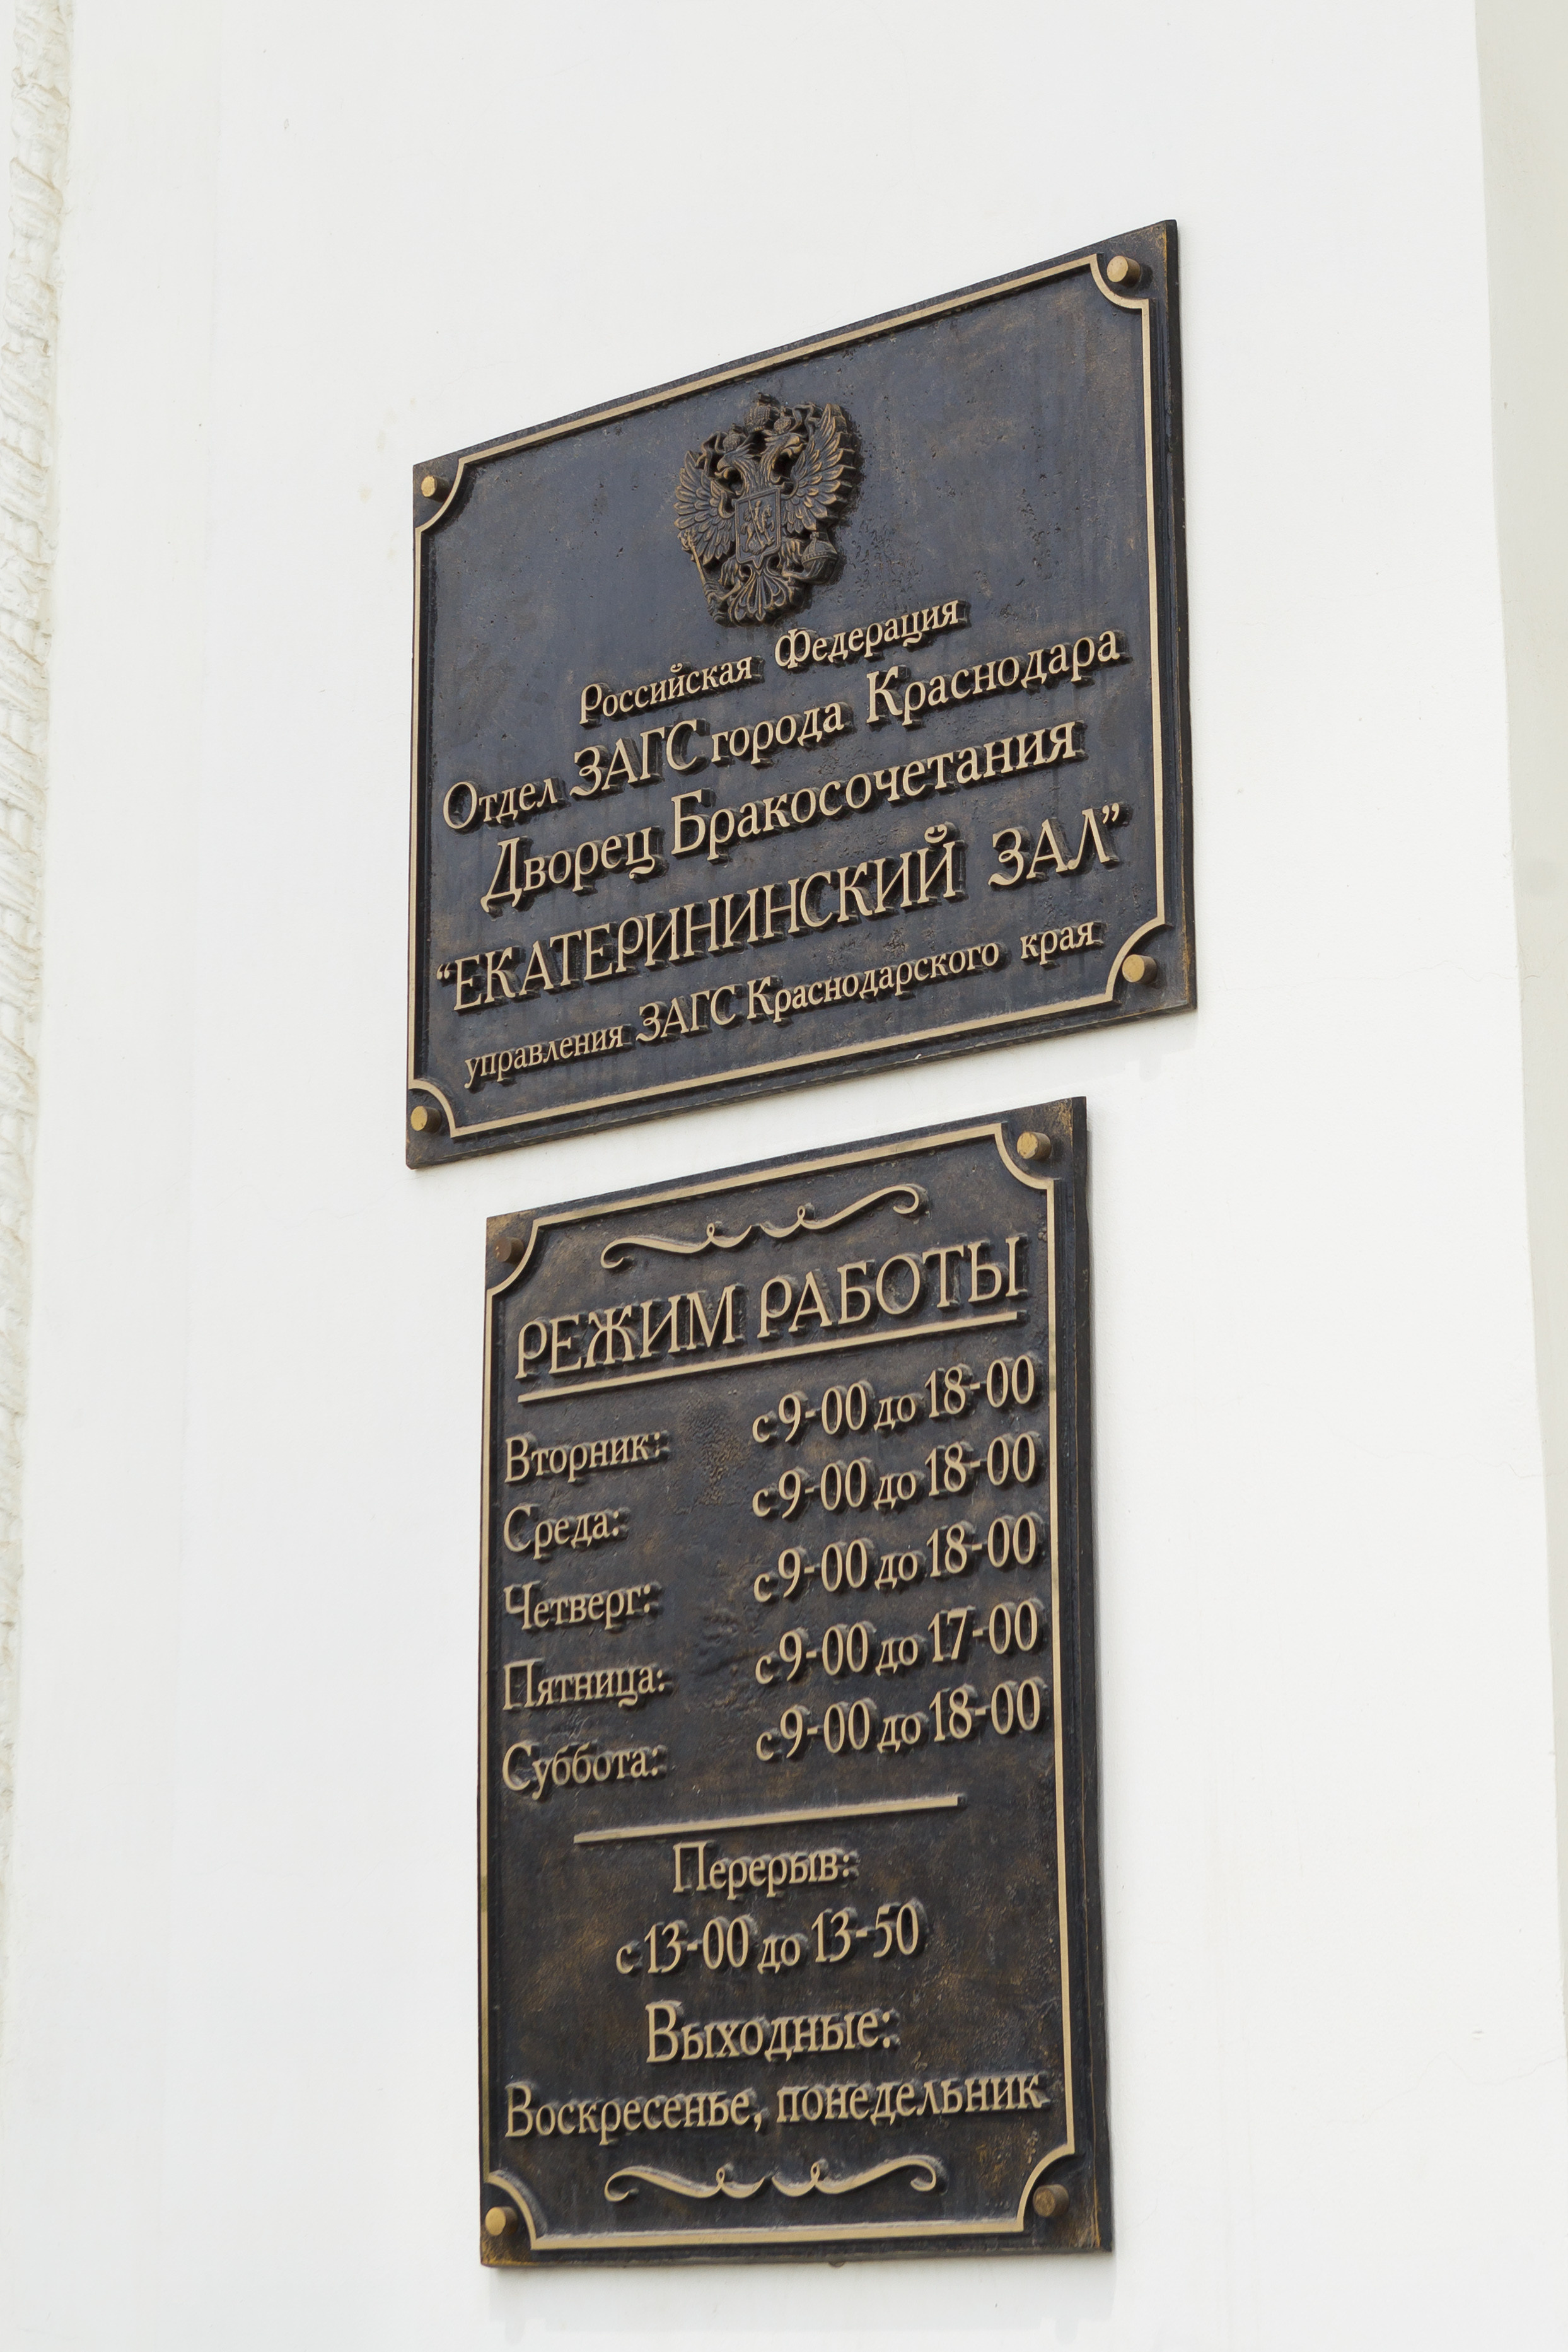 Российская Федерация
Отдел ЗАГС города Краснодара
Дворец Бракосочетания
“ЕКАТЕРИНИНСКИЙ ЗАЛ”
управления ЗАГС Краснодарского края
РЕЖИМ РАБОТЫ
Вторник: с 9-00 до 18-00
Среда: с 9-00 до 18-00
Четверг: с 9-00 до 18-00
Пятница: с 9-00 до 17-00
Суббота: с 9-00 до 18-00
Перерыв:
с 13-00 до 13-50
Выходные:
Воскресенье, понедельник